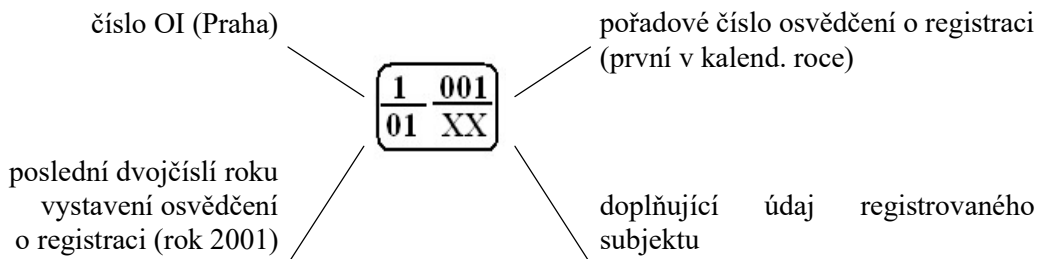 číslo OI (Praha)
pořadové číslo osvědčení o registraci
(první v kalend. roce)
1 001
01 XX
poslední dvojčíslí roku
vystavení osvědčení
o registraci (rok 2001)
doplňující údaj registrovaného
subjektu